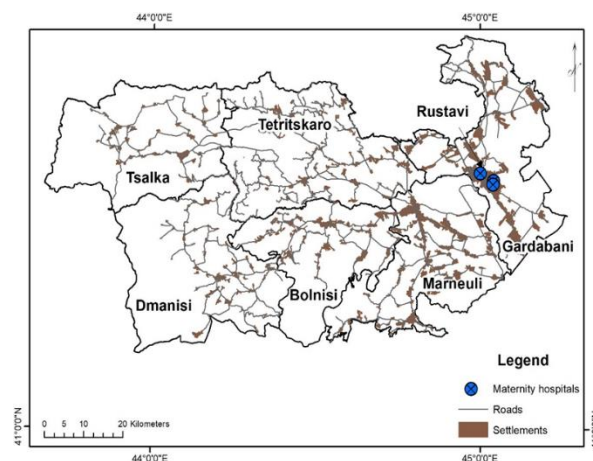 44°0'0"E
45°0'0"E
Rustavi
Tetritskaro
Tsalka
Gardabani
Marneuli
Bolnisi
Dmanisi
Legend
Maternity hospitals
Roads
Settlements
0 5 10 20 Kilometers
41°0'0"N
44°0'0"E
45°0'0"E